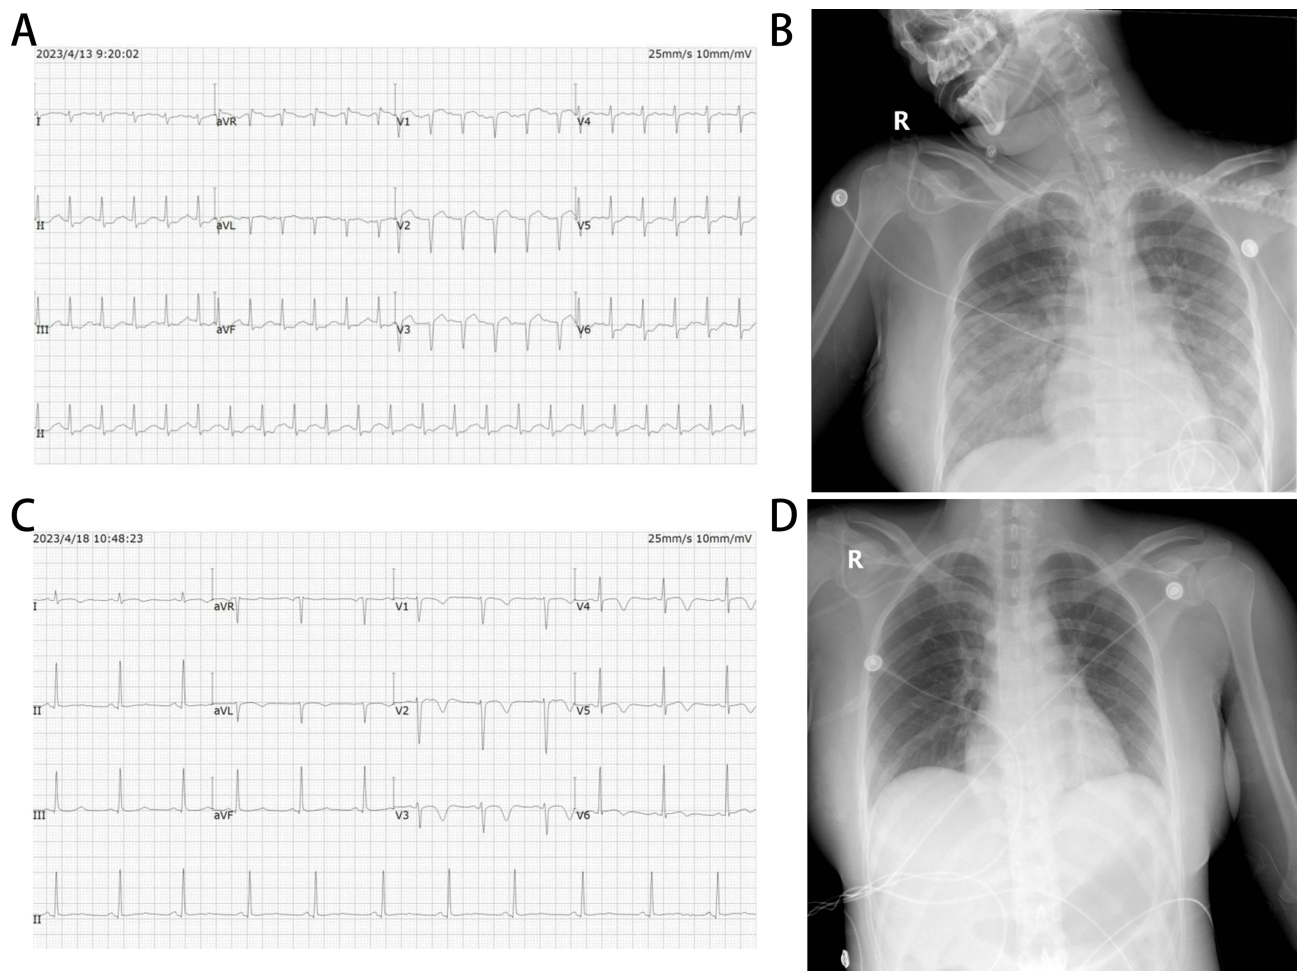 A
2023/4/13 9:20:02
25mm/s 10mm/mV
I
aVR
V1
V4
II
aVL
V2
V5
III
aVF
V3
V6
II
B
R
C
2023/4/18 10:48:23
25mm/s 10mm/mV
I
aVR
V1
V4
II
aVL
V2
V5
III
aVF
V3
V6
II
D
R